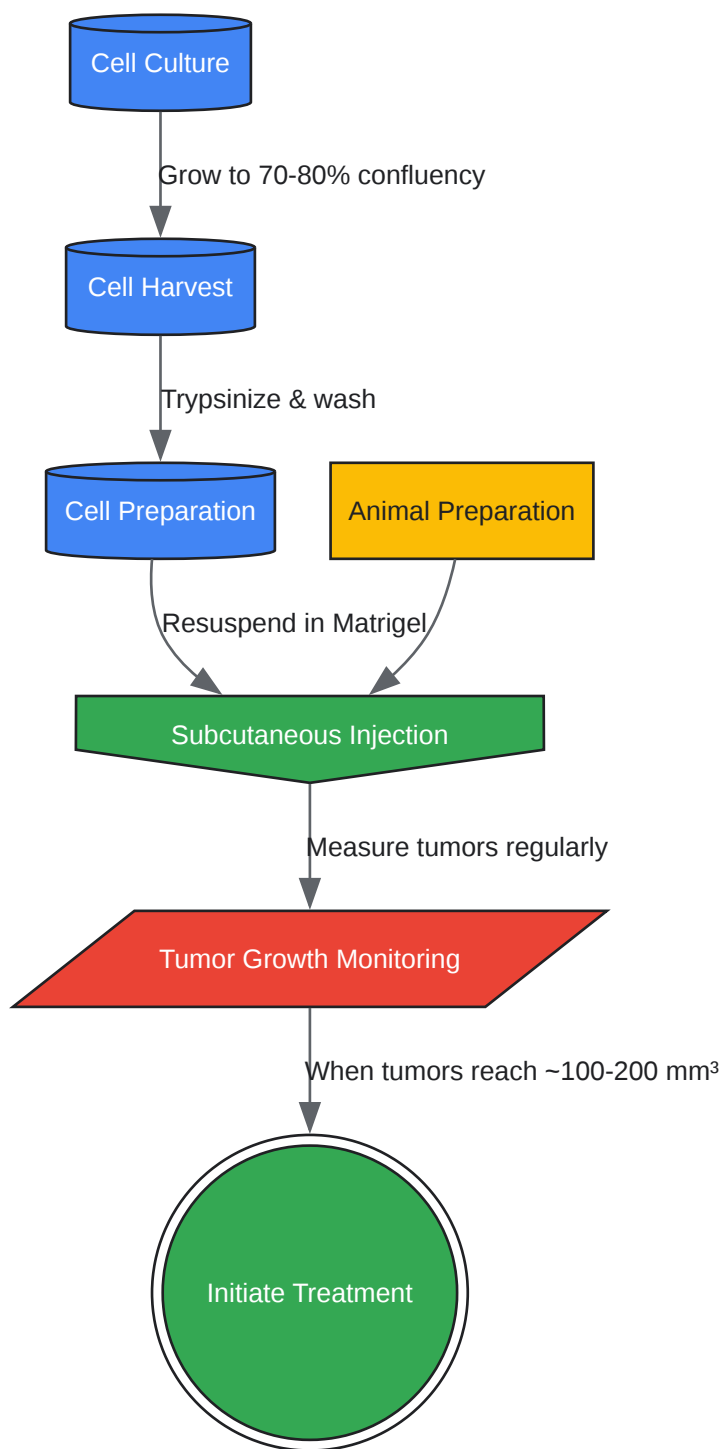 Cell Culture
Grow to 70-80% confluency
Cell Harvest
Trypsinize & wash
Cell Preparation
Animal Preparation
Resuspend in Matrigel
Subcutaneous Injection
Measure tumors regularly
Tumor Growth Monitoring
When tumors reach ~100-200 mm³
Initiate Treatment